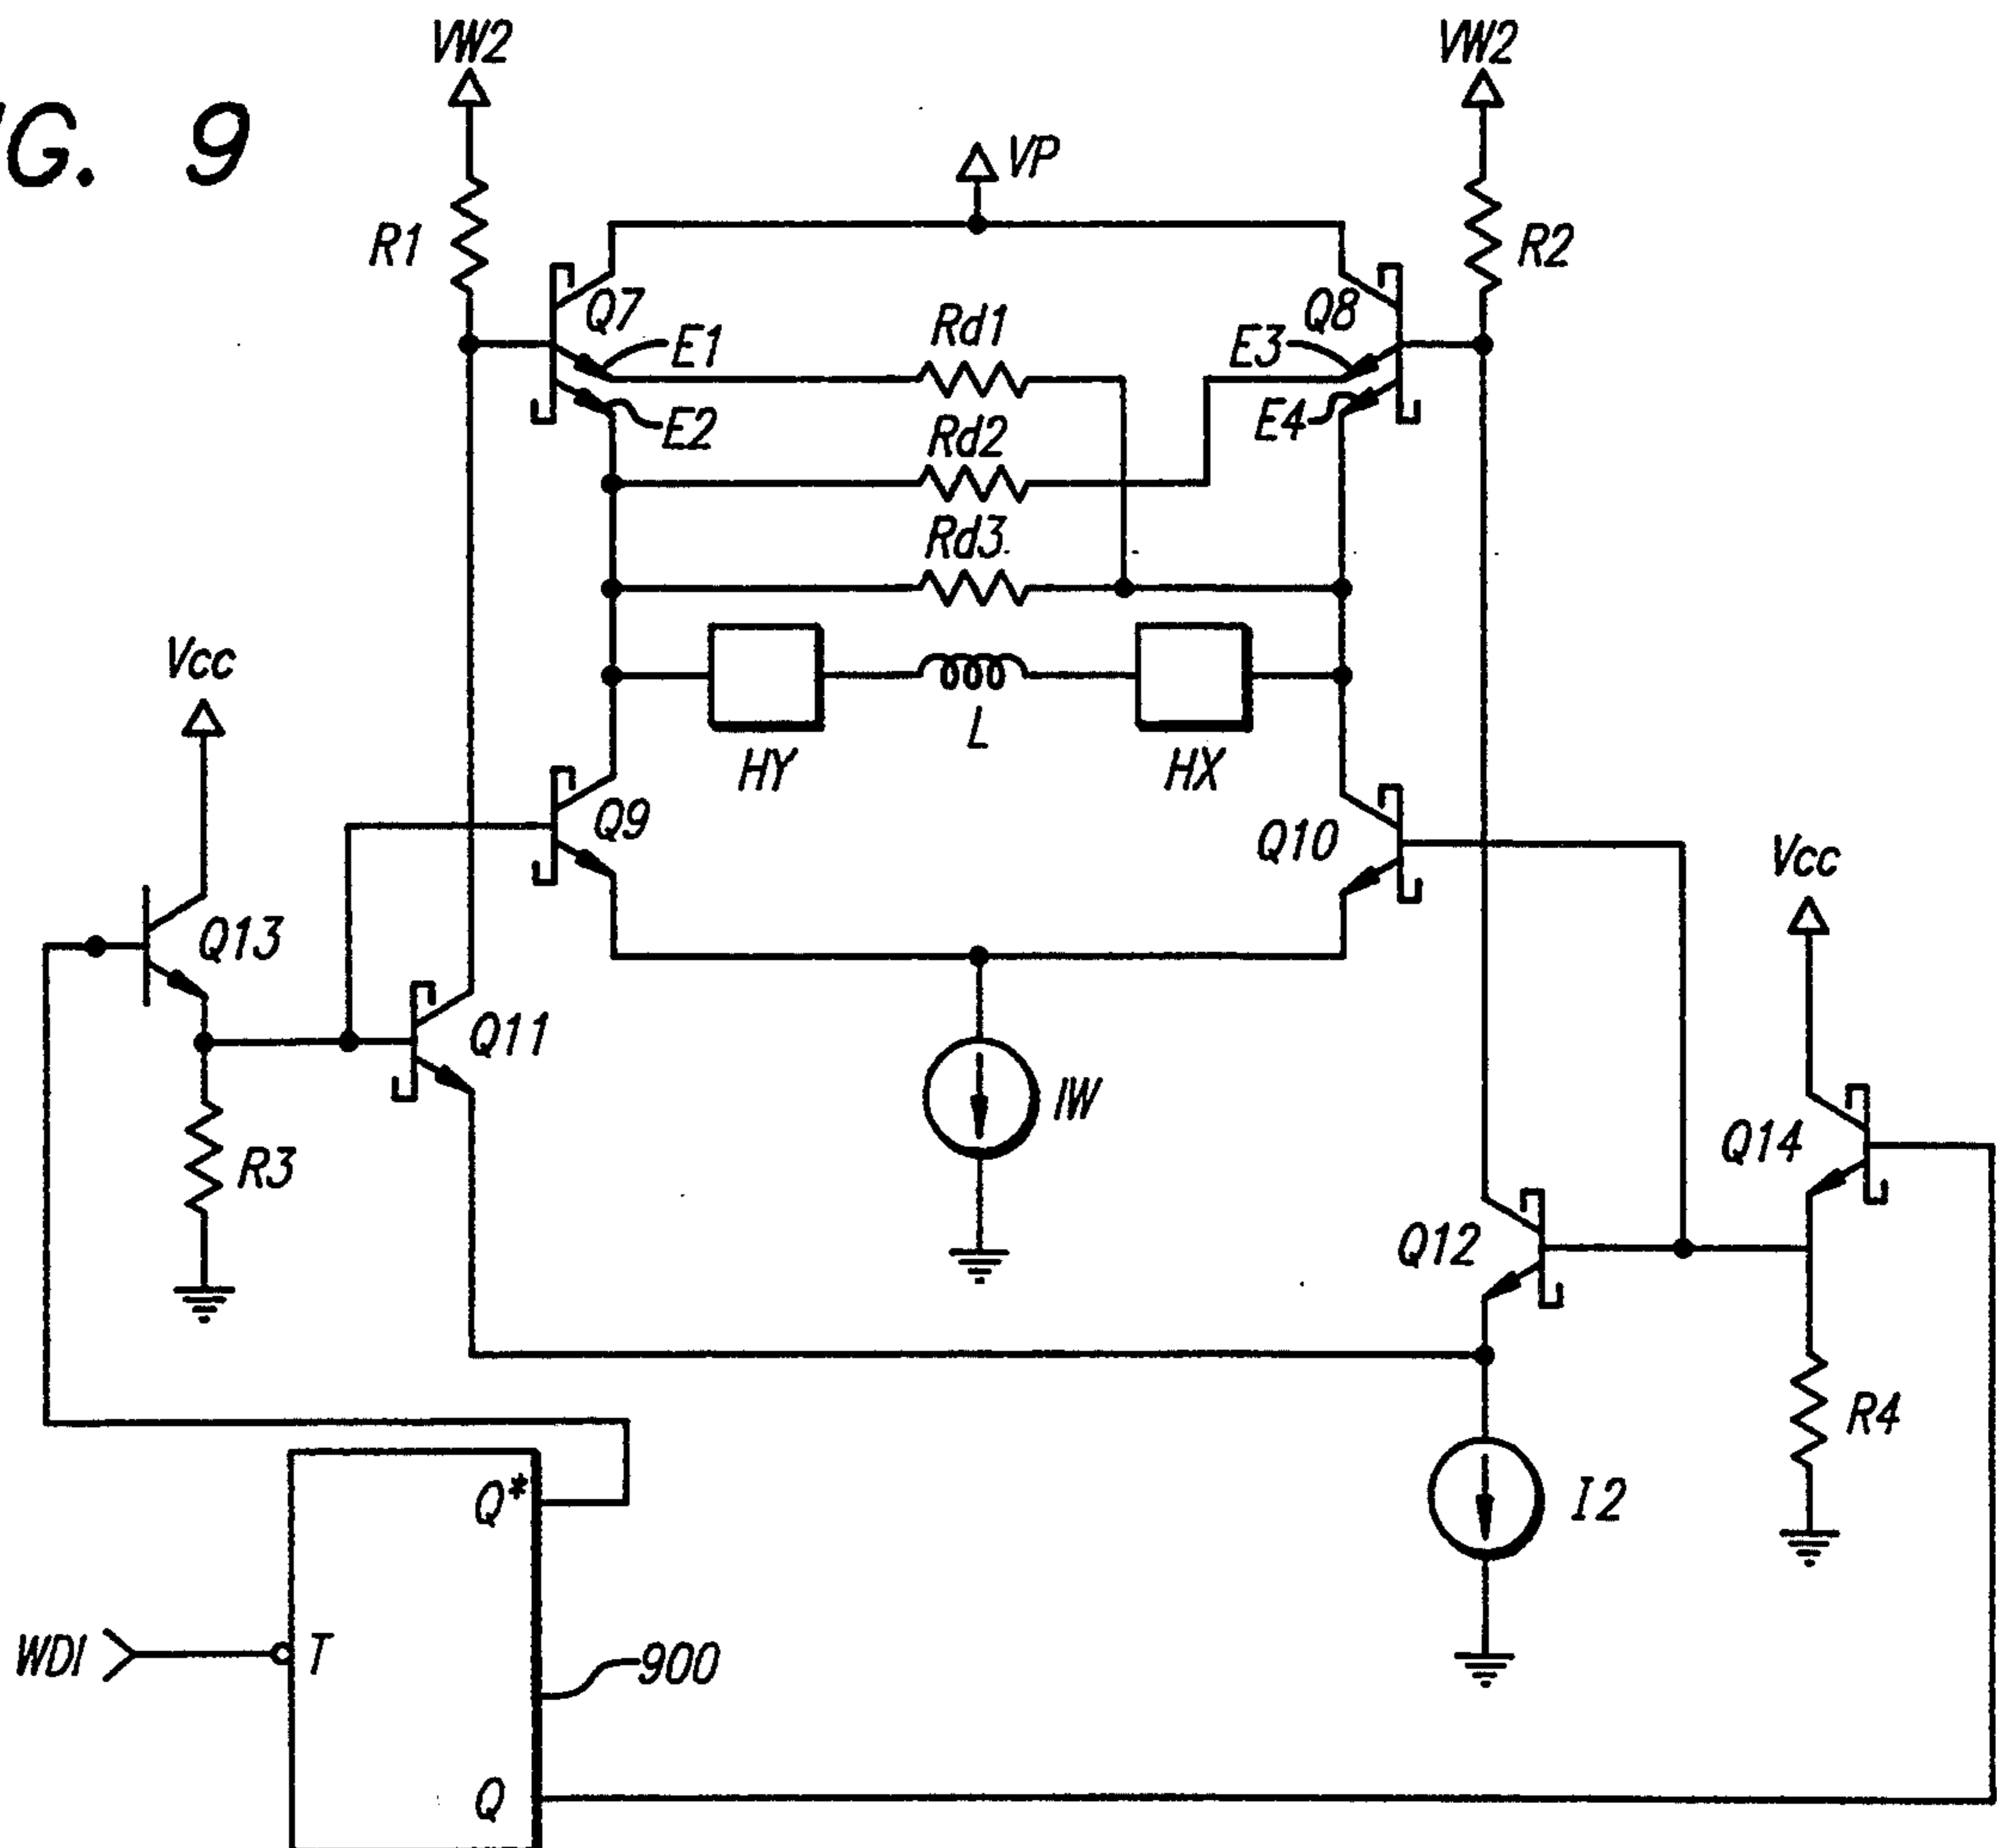 VW2
VW2
G. 9
VP
R1
R2
Q7
Q8
Rd1
E1
E3
E2
E4
Rd2
Rd3
Vcc
L
HY
HX
Q9
Q10
Vcc
Q13
Q11
IW
Q14
R3
Q12
R4
Q*
I2
WDI
T
900
Q